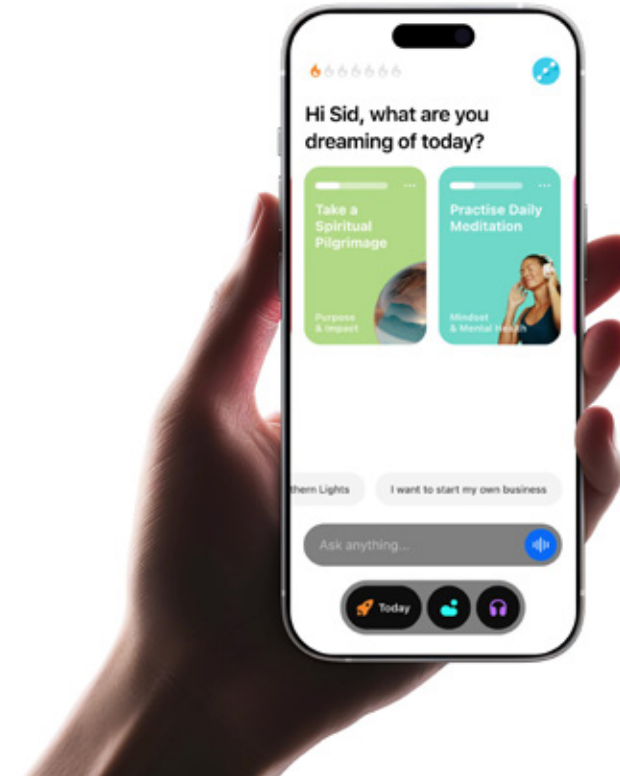 Hi Sid, what are you
dreaming of today?
Take a
Spiritual
Pilgrimage
Purpose
& Impact
Practise Daily
Meditation
Mindset
& Mental Health
thern Lights
I want to start my own business
Ask anything...
Today